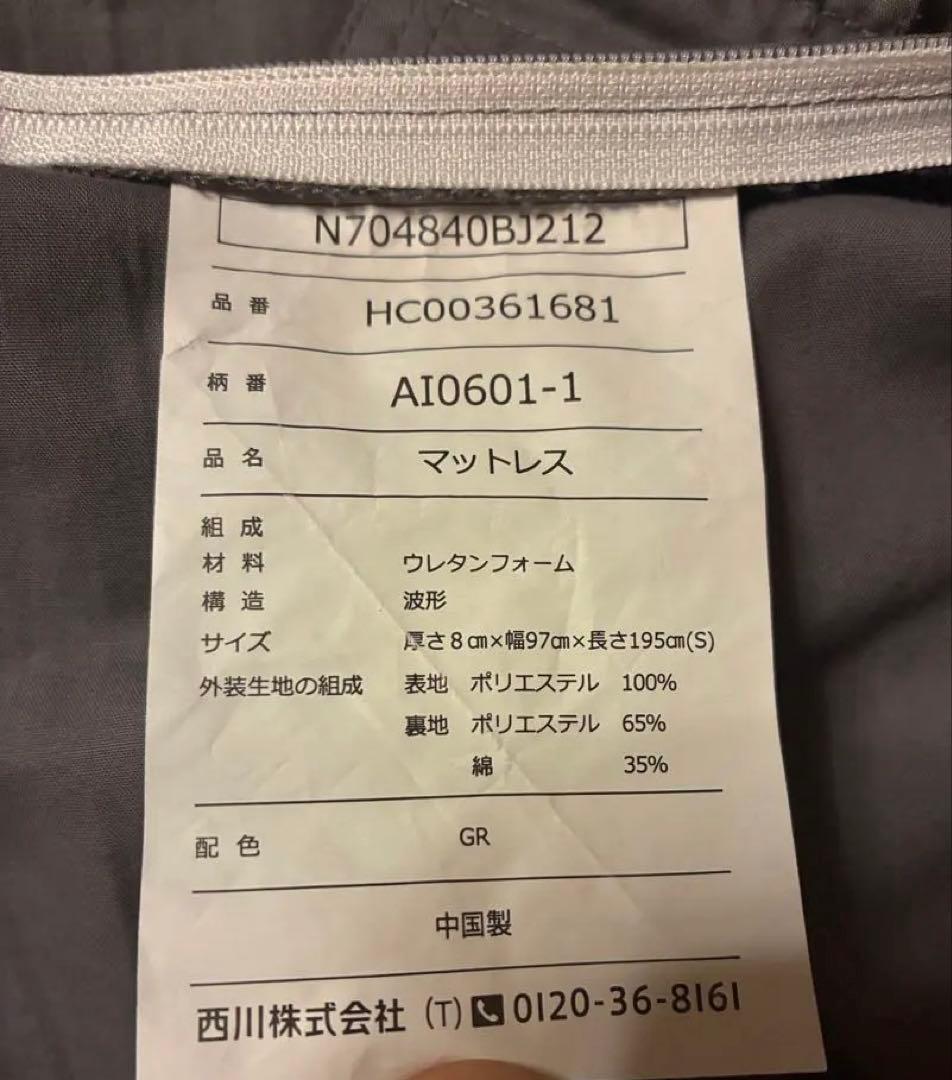 N704840BJ212
品番 HC00361681
柄番 AI0601-1
品名 マットレス
組成
材料 ウレタンフォーム
構造 波形
サイズ 厚さ8㎝×幅97㎝×長さ195㎝(S)
外装生地の組成 表地 ポリエステル 100%
裏地 ポリエステル 65%
綿 35%
配色 GR
中国製
西川株式会社 (T) 0120-36-8161